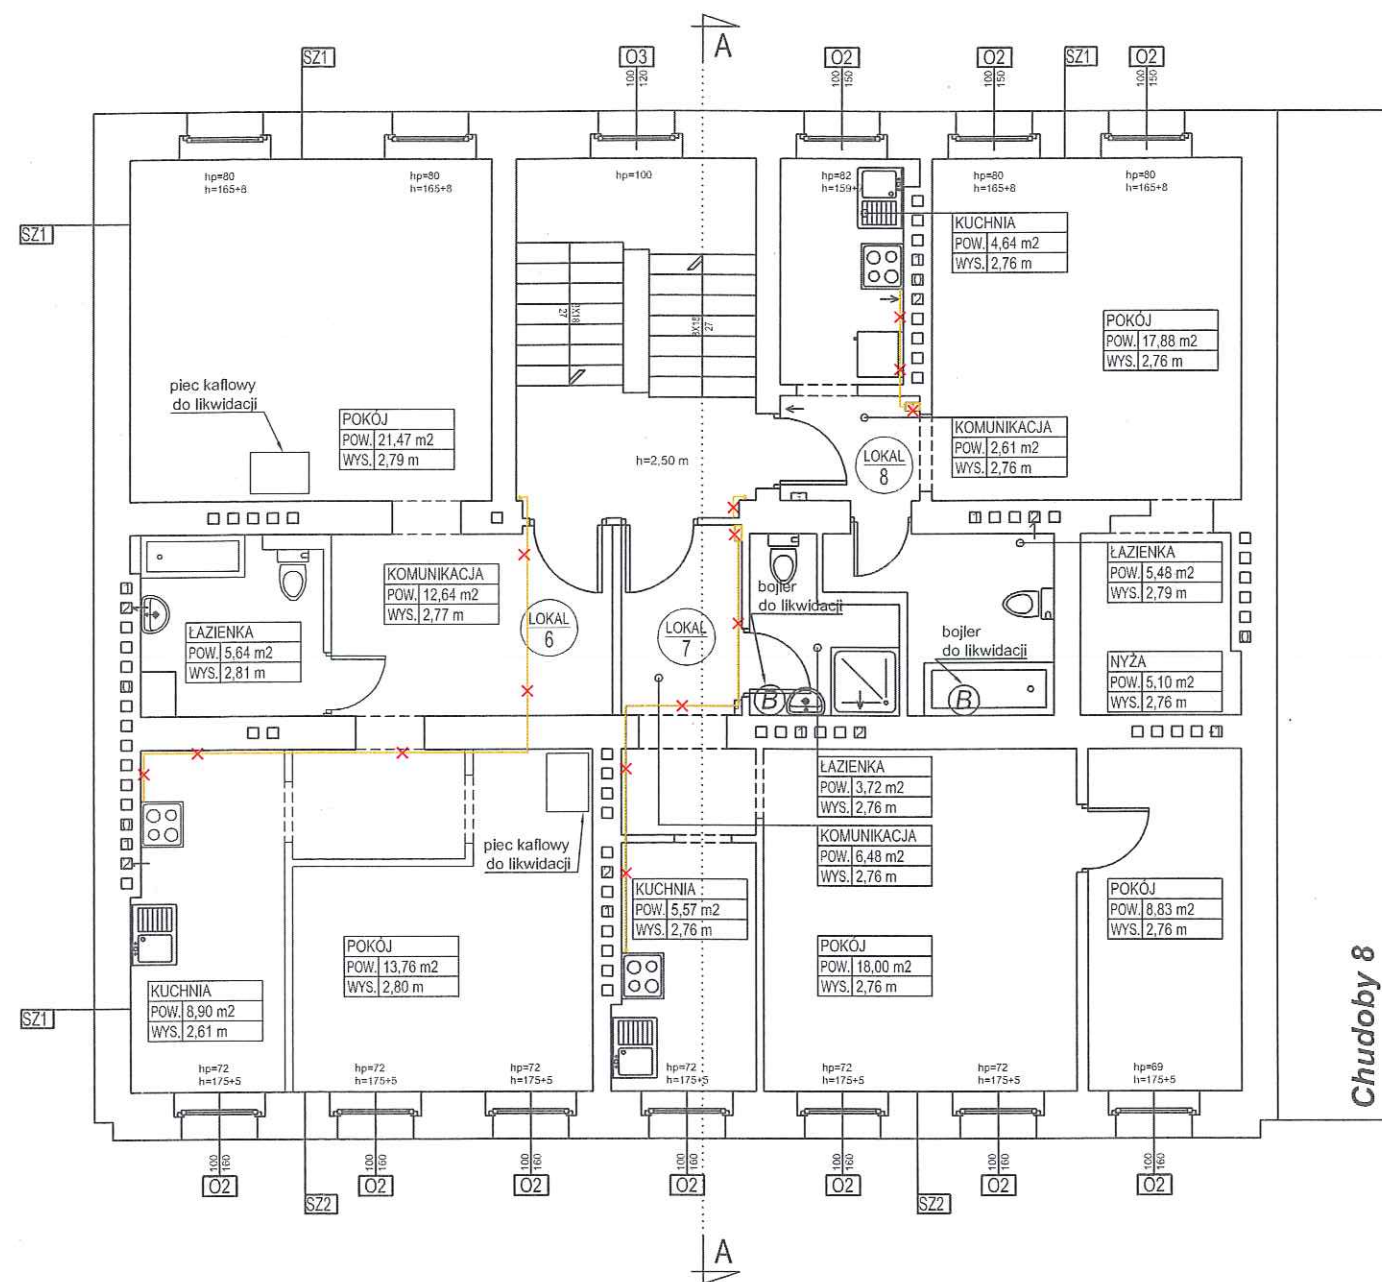 A
SZ1
O3
O2
O2
SZ1
O2
100
120
100
150
100
150
100
150
hp=80
h=165+8
hp=80
h=165+8
hp=100
hp=82
h=159+
hp=80
h=165+8
hp=80
h=165+8
SZ1
KUCHNIA
POW. 4,64 m2
WYS. 2,76 m
27
27
POKÓJ
POW. 17,88 m2
WYS. 2,76 m
piec kaflowy
do likwidacji
POKÓJ
POW. 21,47 m2
WYS. 2,79 m
h=2,50 m
LOKAL
8
KOMUNIKACJA
POW. 2,61 m2
WYS. 2,76 m
KOMUNIKACJA
POW. 12,64 m2
WYS. 2,77 m
ŁAZIENKA
POW. 5,64 m2
WYS. 2,81 m
LOKAL
6
LOKAL
7
bojler
do likwidacji
bojler
do likwidacji
B
B
ŁAZIENKA
POW. 5,48 m2
WYS. 2,79 m
NYŻA
POW. 5,10 m2
WYS. 2,76 m
ŁAZIENKA
POW. 3,72 m2
WYS. 2,76 m
piec kaflowy
do likwidacji
KOMUNIKACJA
POW. 6,48 m2
WYS. 2,76 m
KUCHNIA
POW. 5,57 m2
WYS. 2,76 m
POKÓJ
POW. 8,83 m2
WYS. 2,76 m
POKÓJ
POW. 13,76 m2
WYS. 2,80 m
POKÓJ
POW. 18,00 m2
WYS. 2,76 m
KUCHNIA
POW. 8,90 m2
WYS. 2,61 m
SZ1
Chudoby 8
hp=72
h=175+5
hp=72
h=175+5
hp=72
h=175+5
hp=72
h=175+5
hp=72
h=175+5
hp=72
h=175+5
hp=69
h=175+5
100
160
100
160
100
160
100
160
100
160
100
160
100
160
O2
SZ2
O2
O2
O2
O2
SZ2
O2
O2
A